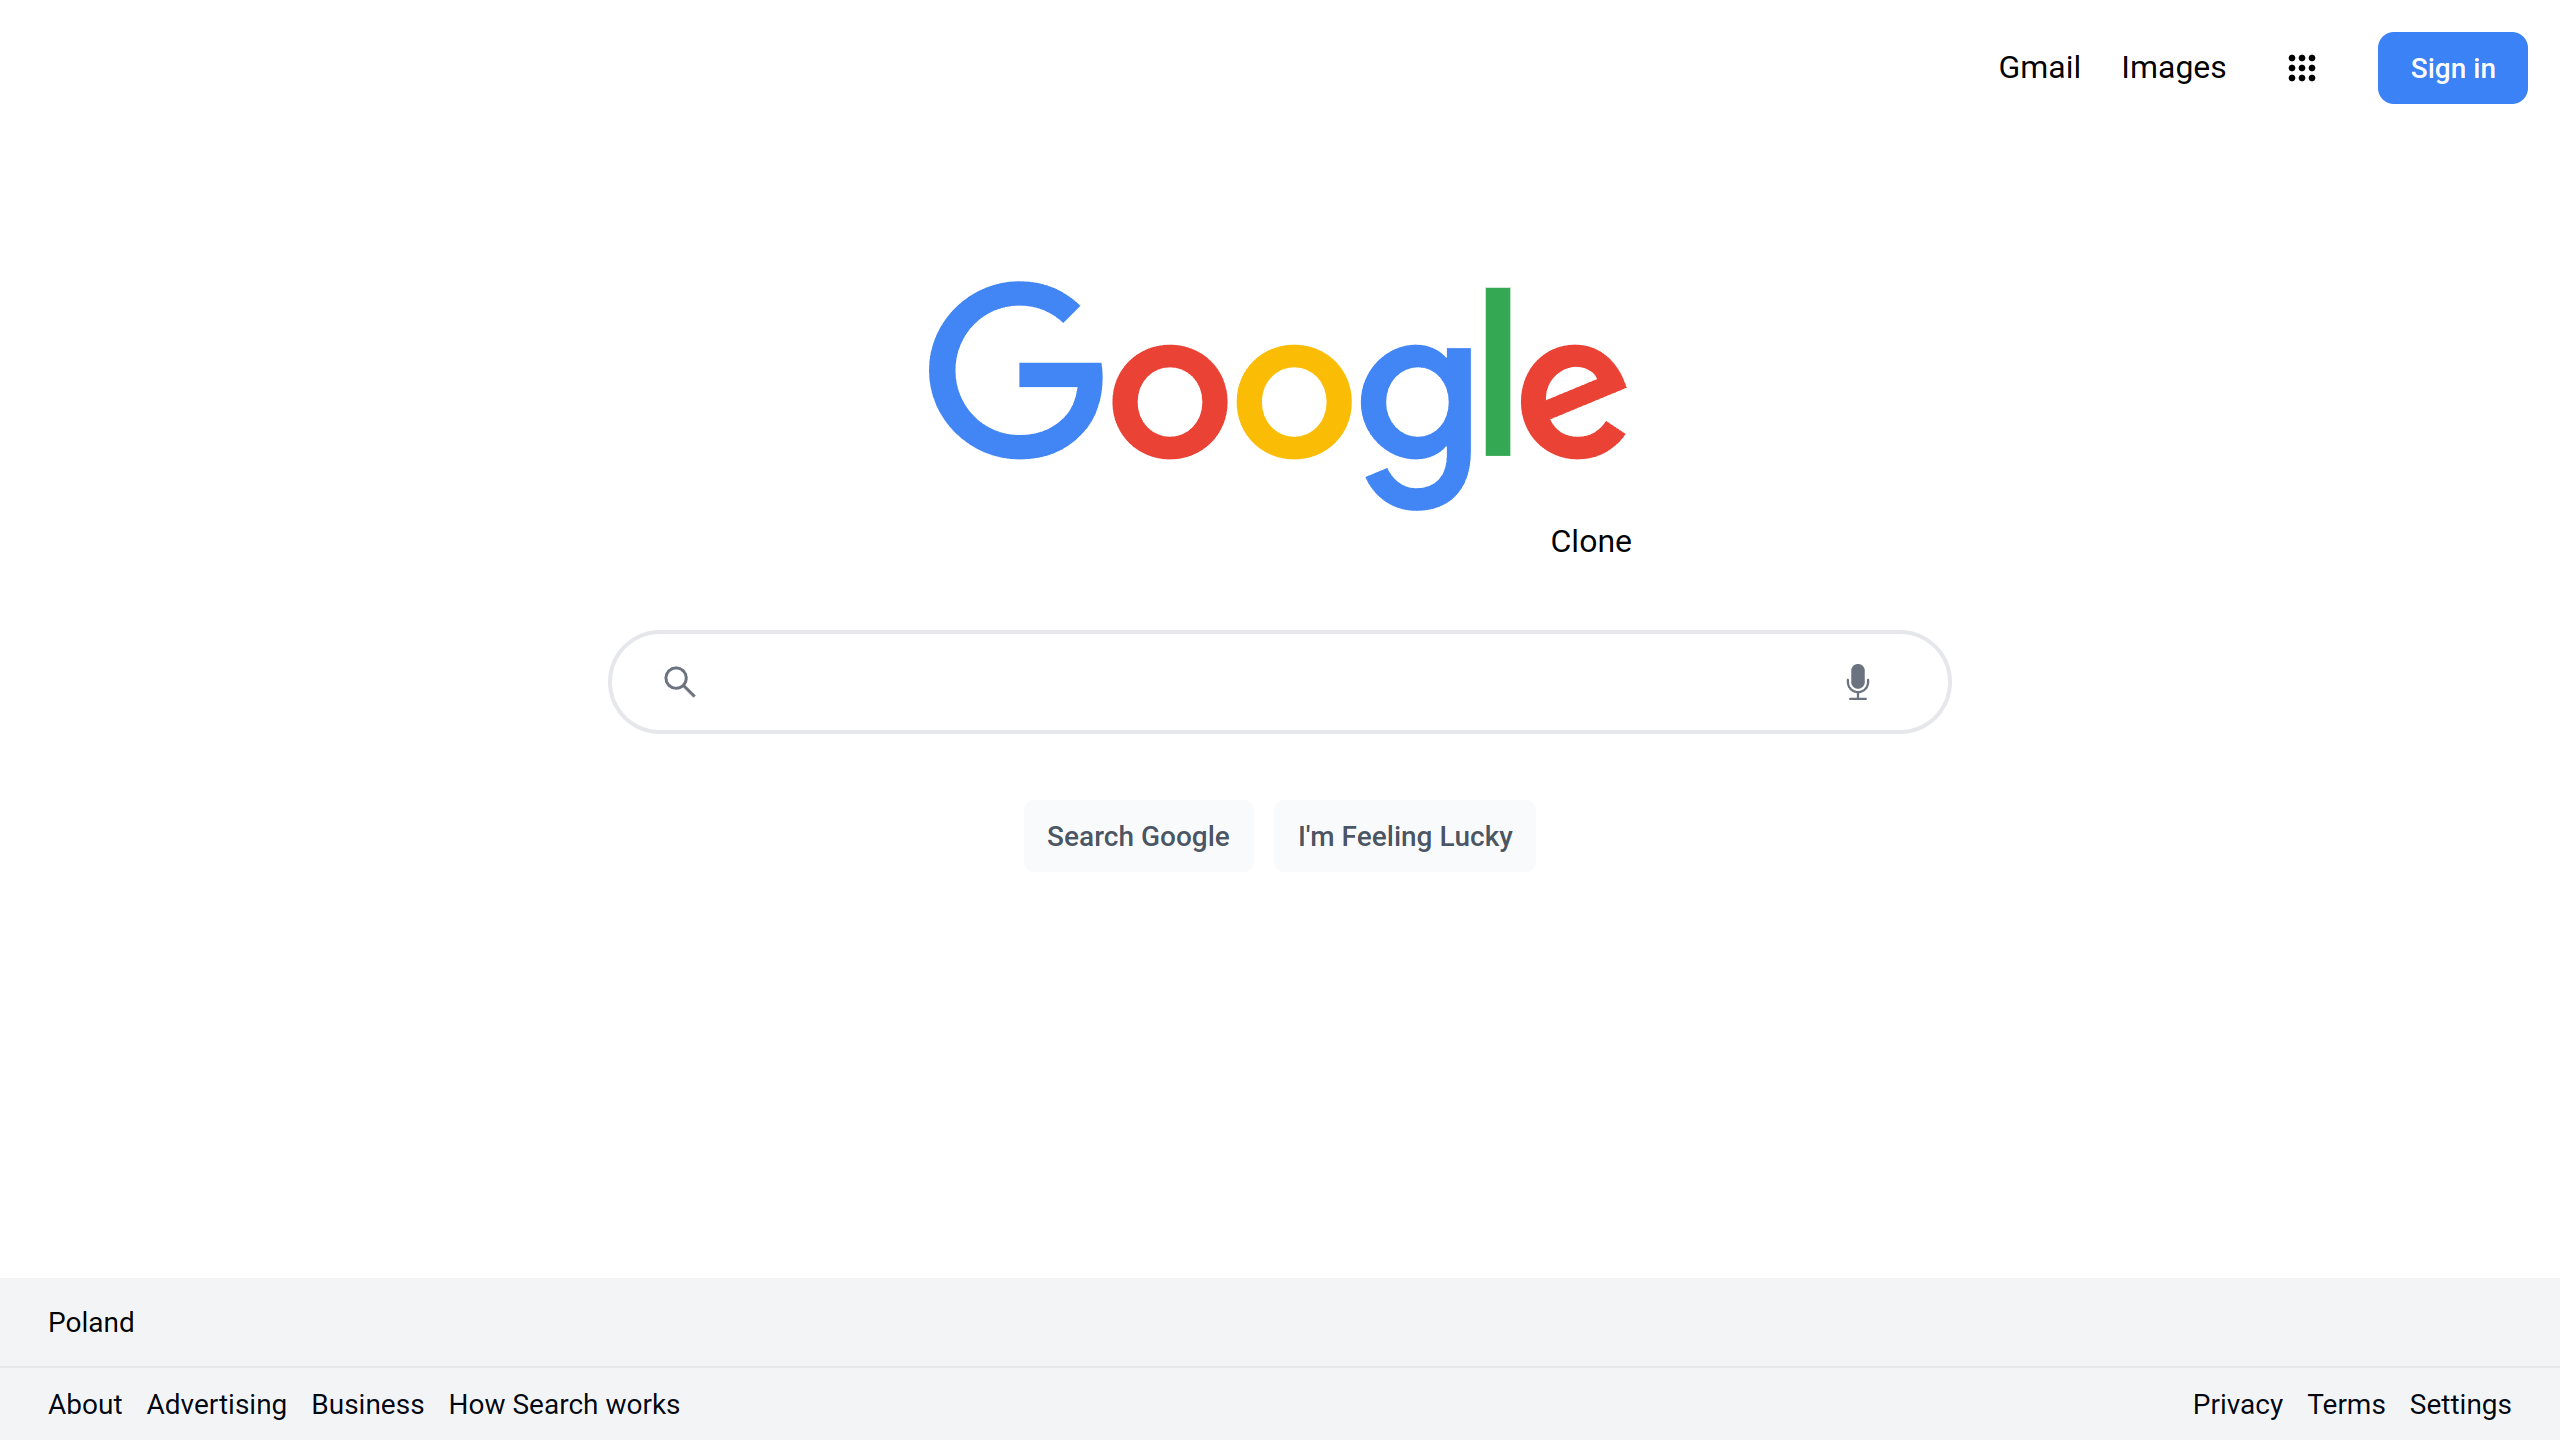 Gmail Images Sign in
Google
Clone
Search Google I'm Feeling Lucky
Poland
About Advertising Business How Search works Privacy Terms Settings